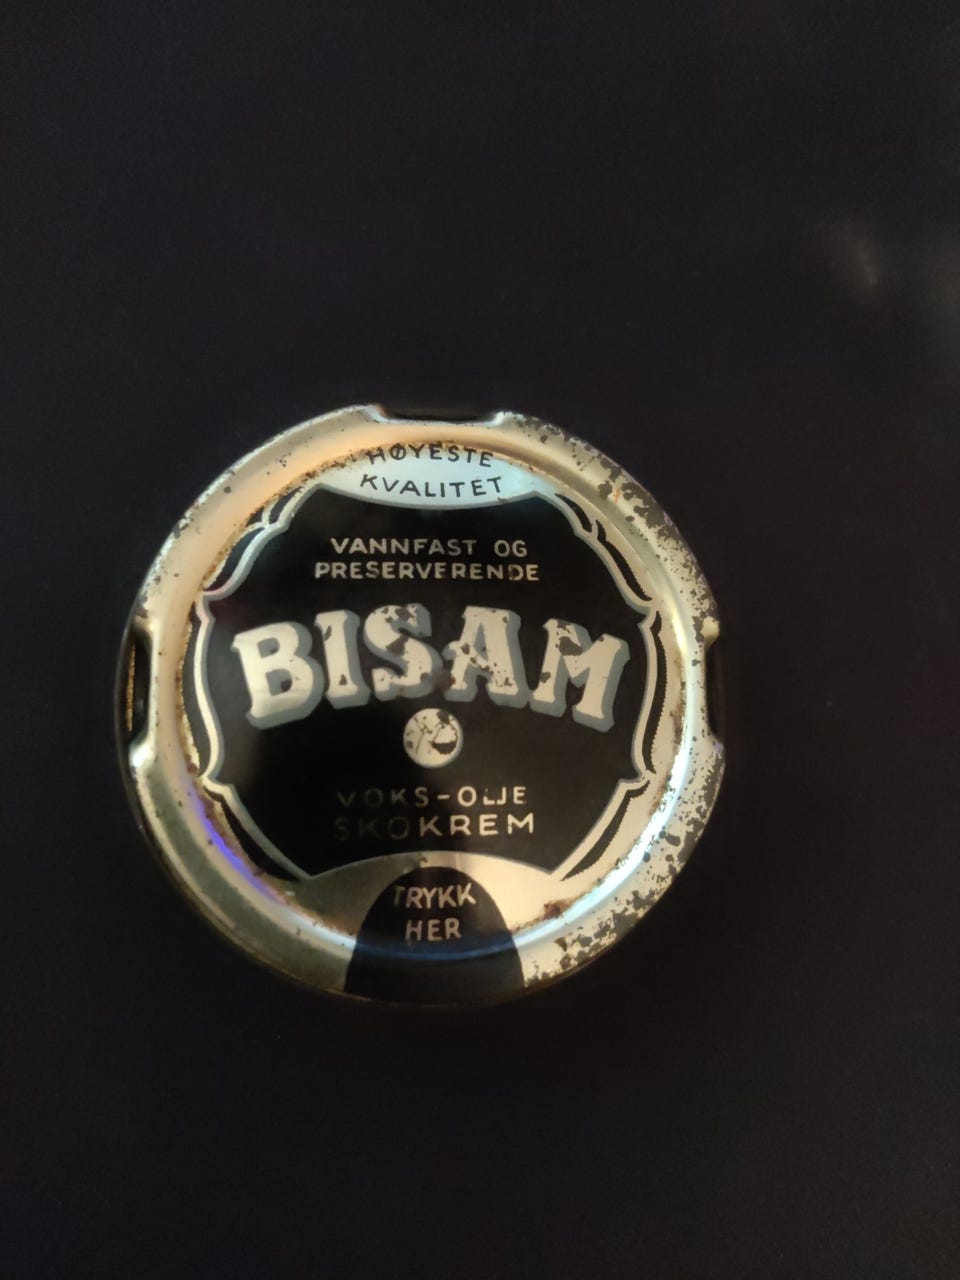 HØYESTE
KVALITET
VANNFAST OG
PRESERVERENDE
BISAM
VOKS-OLJE
SKOKREM
TRYKK
HER